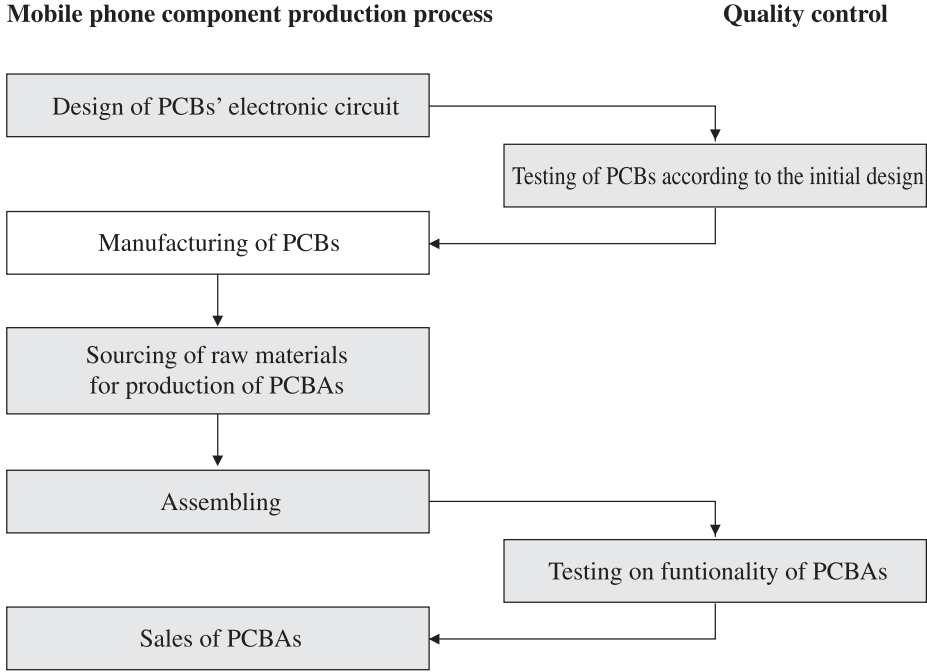 Mobile phone component production process
Quality control
Design of PCBs’ electronic circuit
Testing of PCBs according to the initial design
Manufacturing of PCBs
Sourcing of raw materials
for production of PCBAs
Assembling
Testing on funtionality of PCBAs
Sales of PCBAs